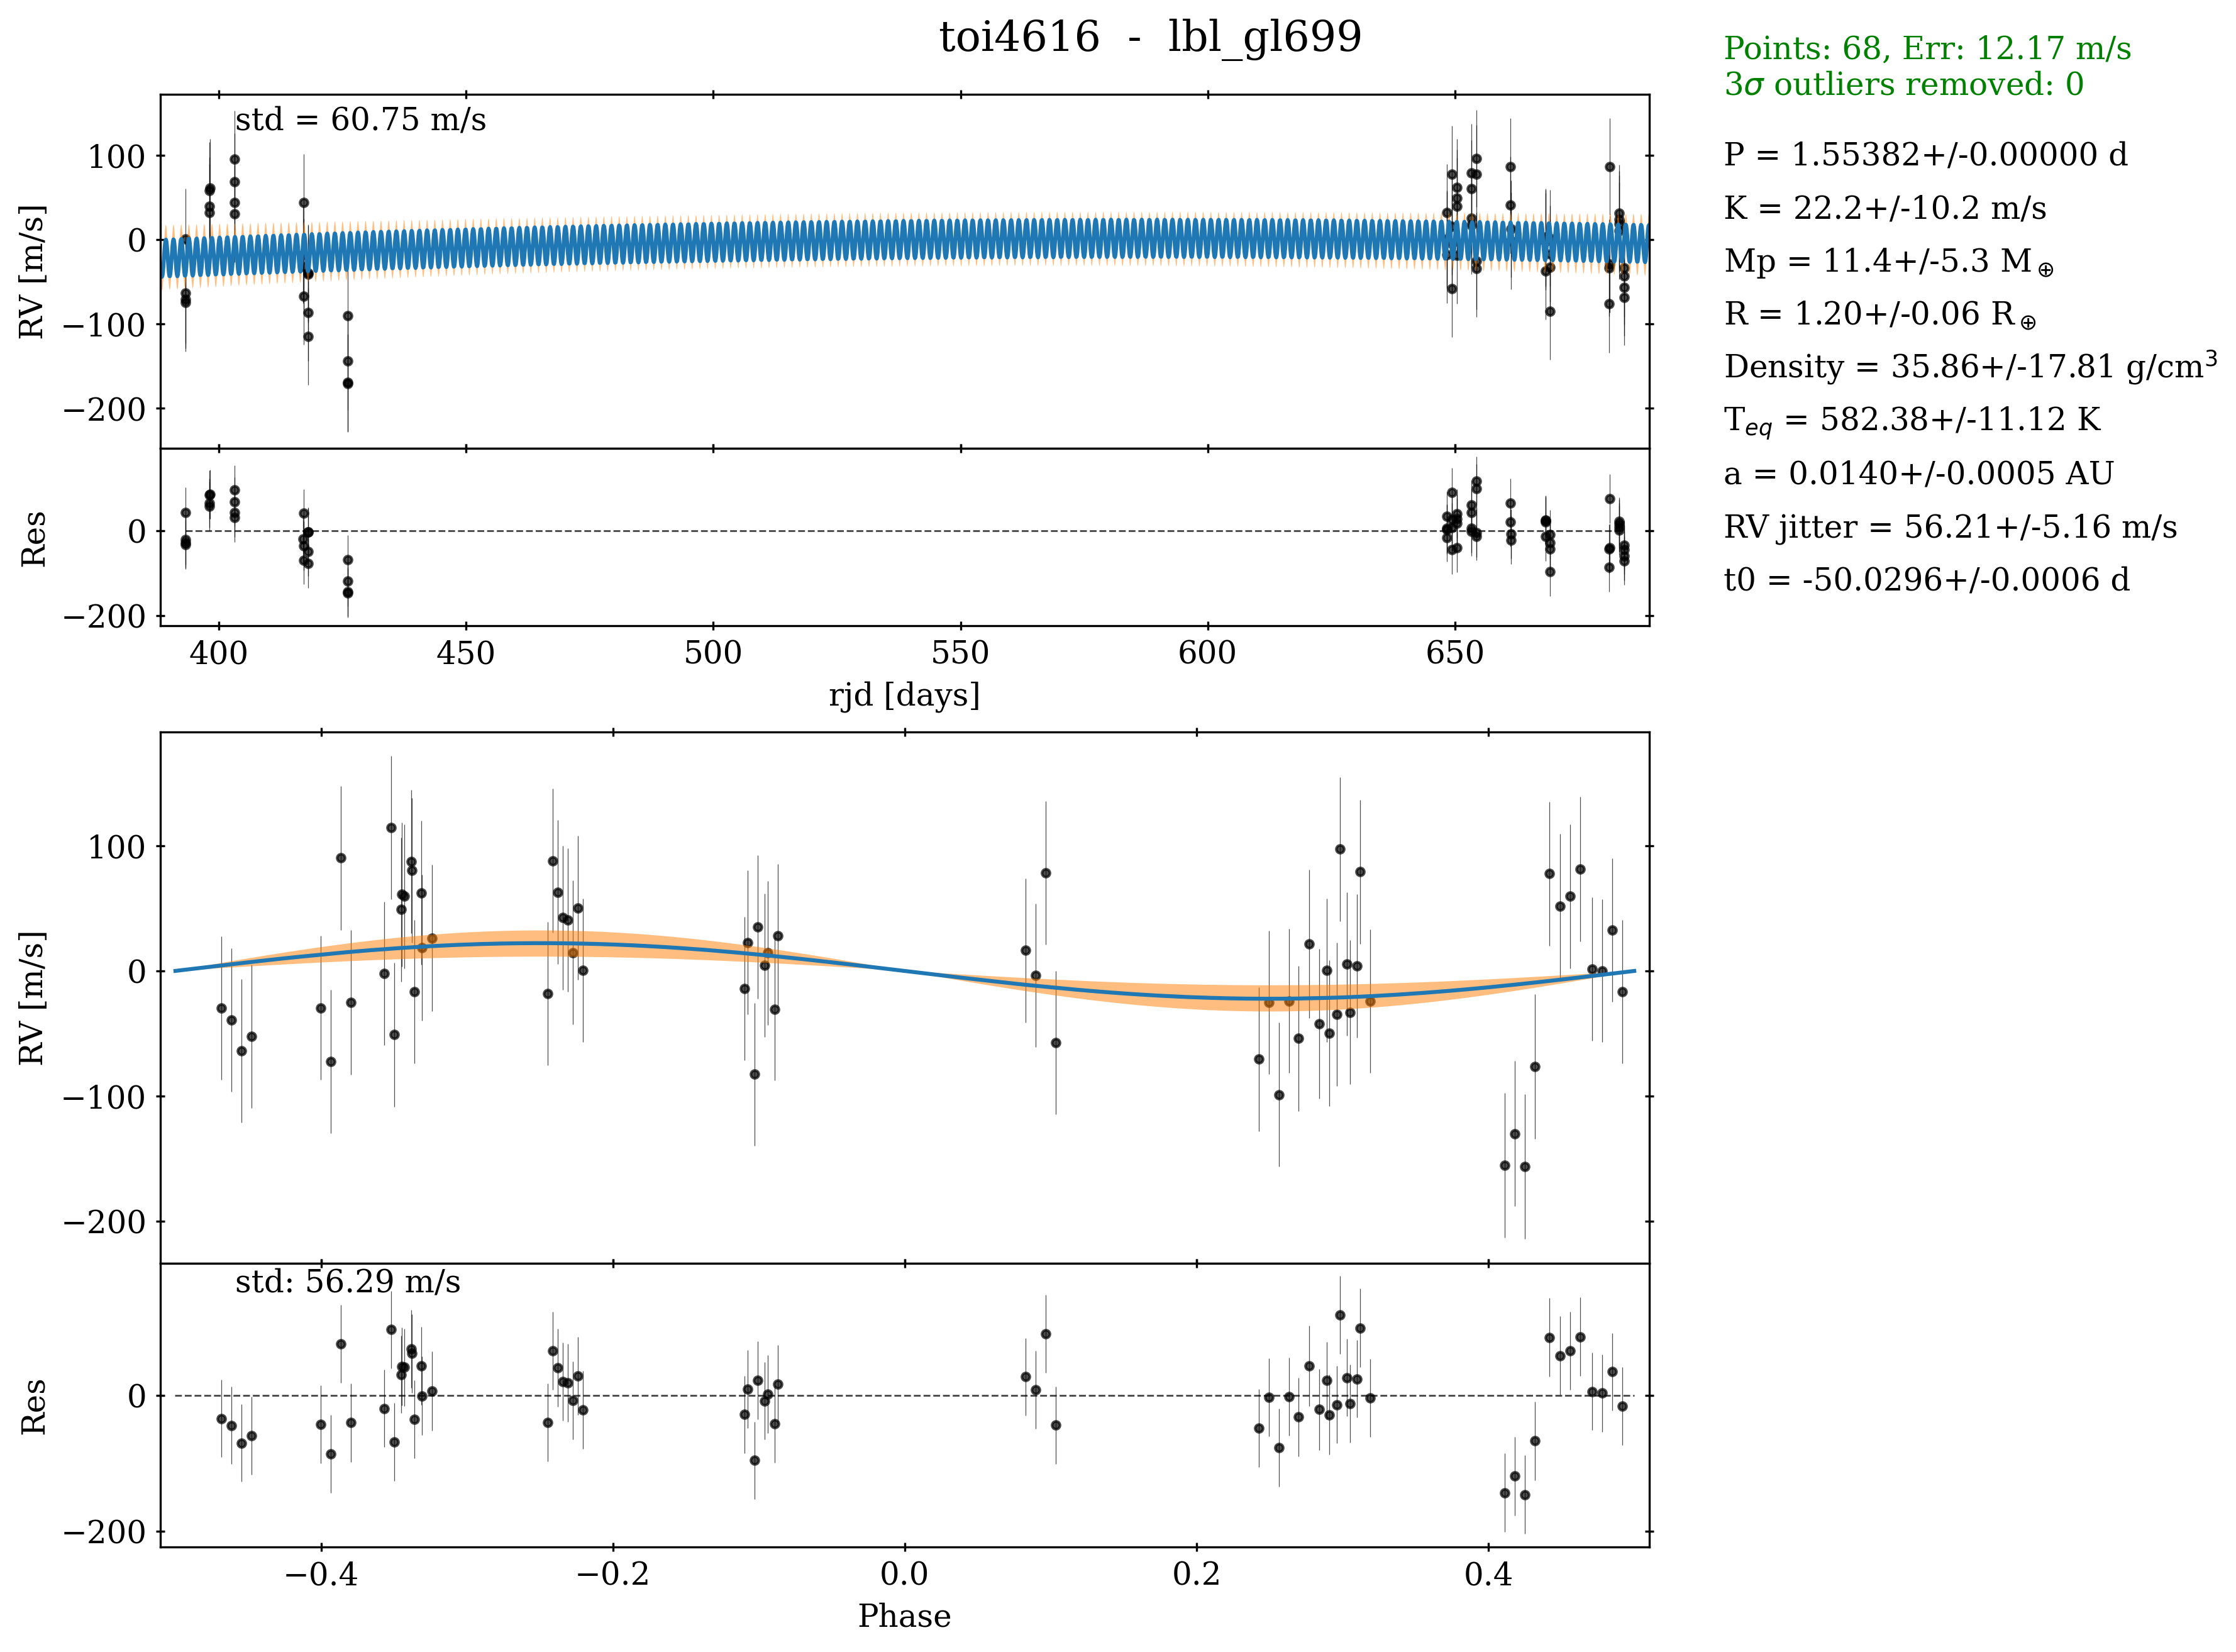 toi4616 - lbl_gl699
Points: 68, Err: 12.17 m/s
3σ outliers removed: 0
P = 1.55382+/-0.00000 d
K = 22.2+/-10.2 m/s
Mp = 11.4+/-5.3 M⊕
R = 1.20+/-0.06 R⊕
Density = 35.86+/-17.81 g/cm³
Teq = 582.38+/-11.12 K
a = 0.0140+/-0.0005 AU
RV jitter = 56.21+/-5.16 m/s
t0 = -50.0296+/-0.0006 d
std = 60.75 m/s
RV [m/s]
100
0
−100
−200
Res
0
−200
400 450 500 550 600 650
rjd [days]
RV [m/s]
100
0
−100
−200
std: 56.29 m/s
Res
0
−200
−0.4 −0.2 0.0 0.2 0.4
Phase